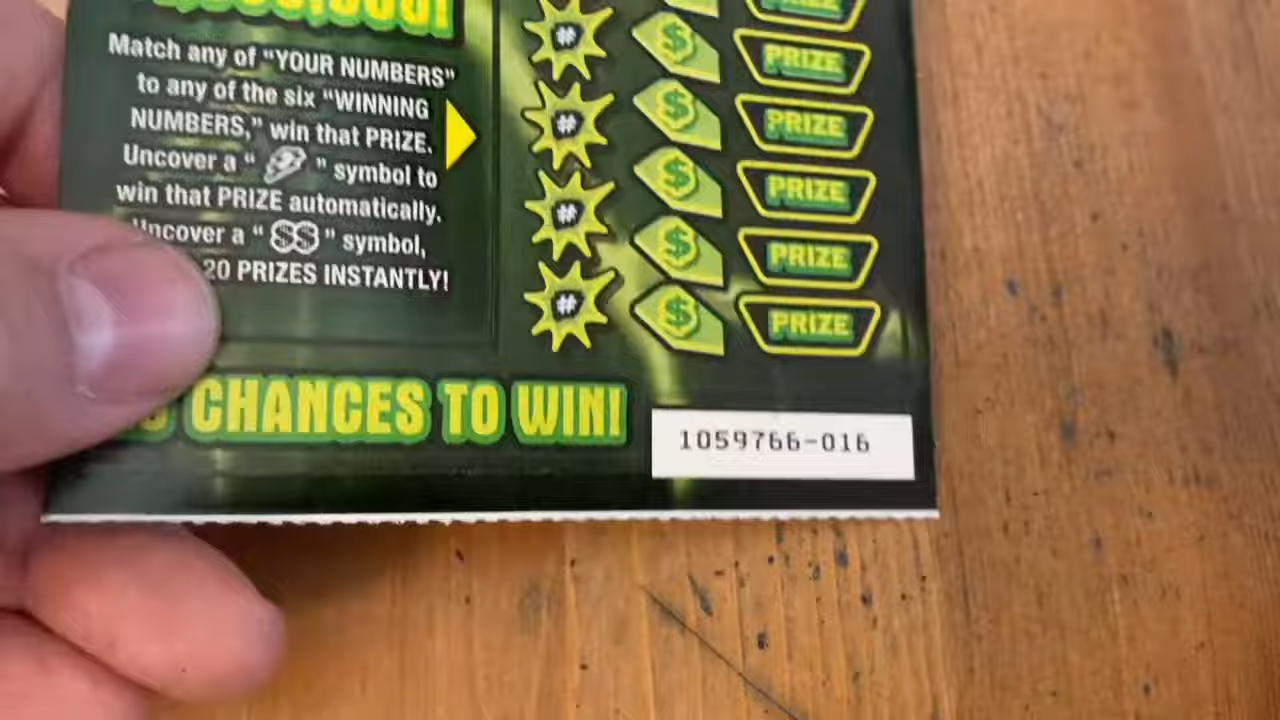 Match any of “YOUR NUMBERS”
to any of the six “WINNING
NUMBERS,” win that PRIZE.
Uncover a “ ” symbol to
win that PRIZE automatically.
Uncover a “ $$ ” symbol,
20 PRIZES INSTANTLY!
# $ PRIZE
# $ PRIZE
# $ PRIZE
# $ PRIZE
$ PRIZE
PRIZE
CHANCES TO WIN!
1059766-016